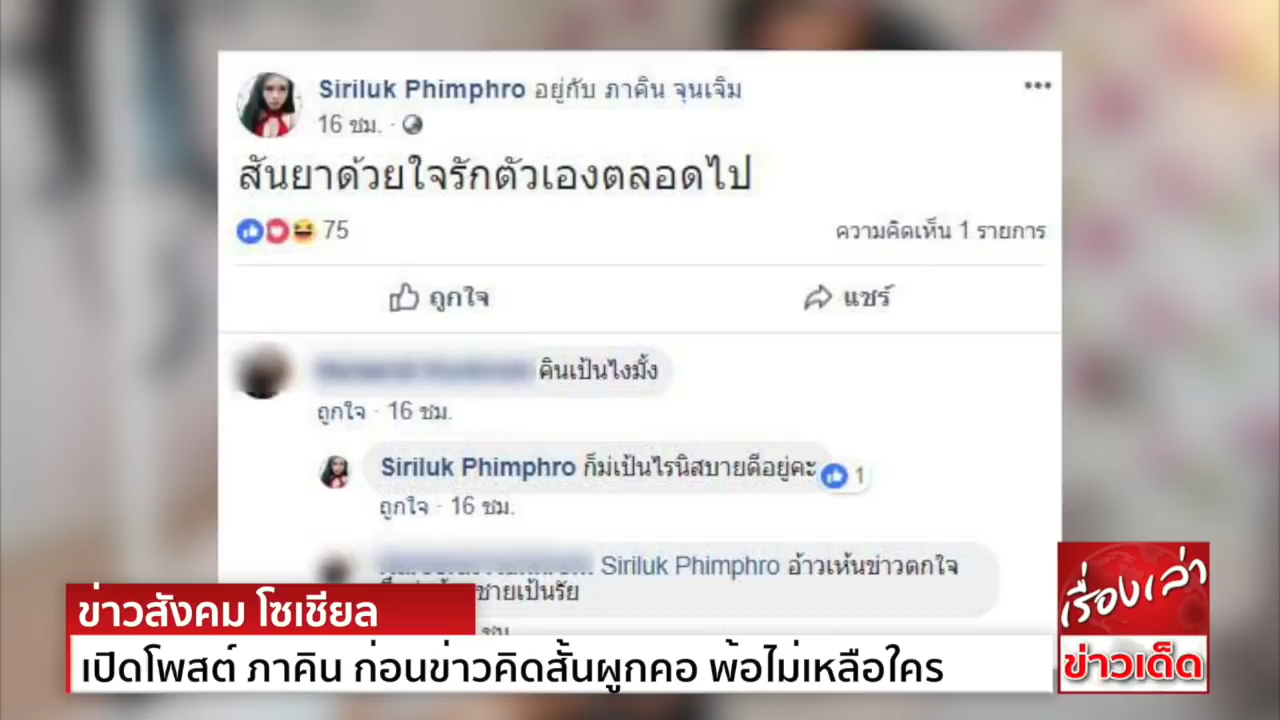 Siriluk Phimphro อยู่กับ ภาคิน จุนเจิม
16 ชม.
สันยาด้วยใจรักตัวเองตลอดไป
75
ความคิดเห็น 1 รายการ
ถูกใจ
แชร์
คินเป้นไงมั้ง
ถูกใจ · 16 ชม.
Siriluk Phimphro ก็ม่เป้นไรนิสบายดีอยู่คะ
1
ถูกใจ · 16 ชม.
Siriluk Phimphro อ้าวเห้นข่าวตกใจ
ชายเป้นรัย
ชม.
ข่าวสังคม โซเชียล
เปิดโพสต์ ภาคิน ก่อนข่าวคิดสั้นผูกคอ พ้อไม่เหลือใคร
เรื่องเล่า
ข่าวเด็ด